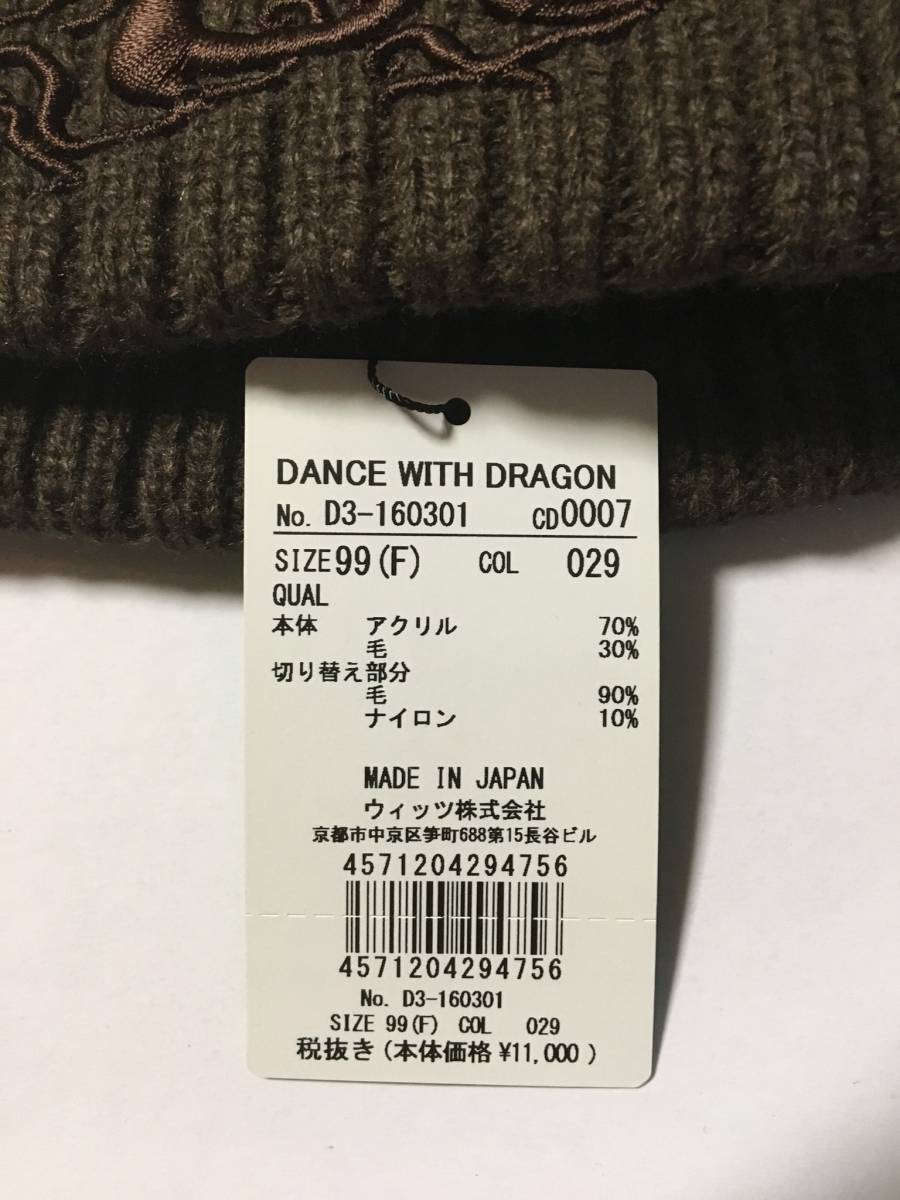 DANCE WITH DRAGON
No. D3-160301 CD0007
SIZE 99 (F) COL 029
QUAL
本体 アクリル 70%
毛 30%
切り替え部分
毛 90%
ナイロン 10%
MADE IN JAPAN
ウィッツ株式会社
京都市中京区笋町688第15長谷ビル
4571204294756
4571204294756
No. D3-160301
SIZE 99(F) COL 029
税抜き(本体価格 ¥11,000 )